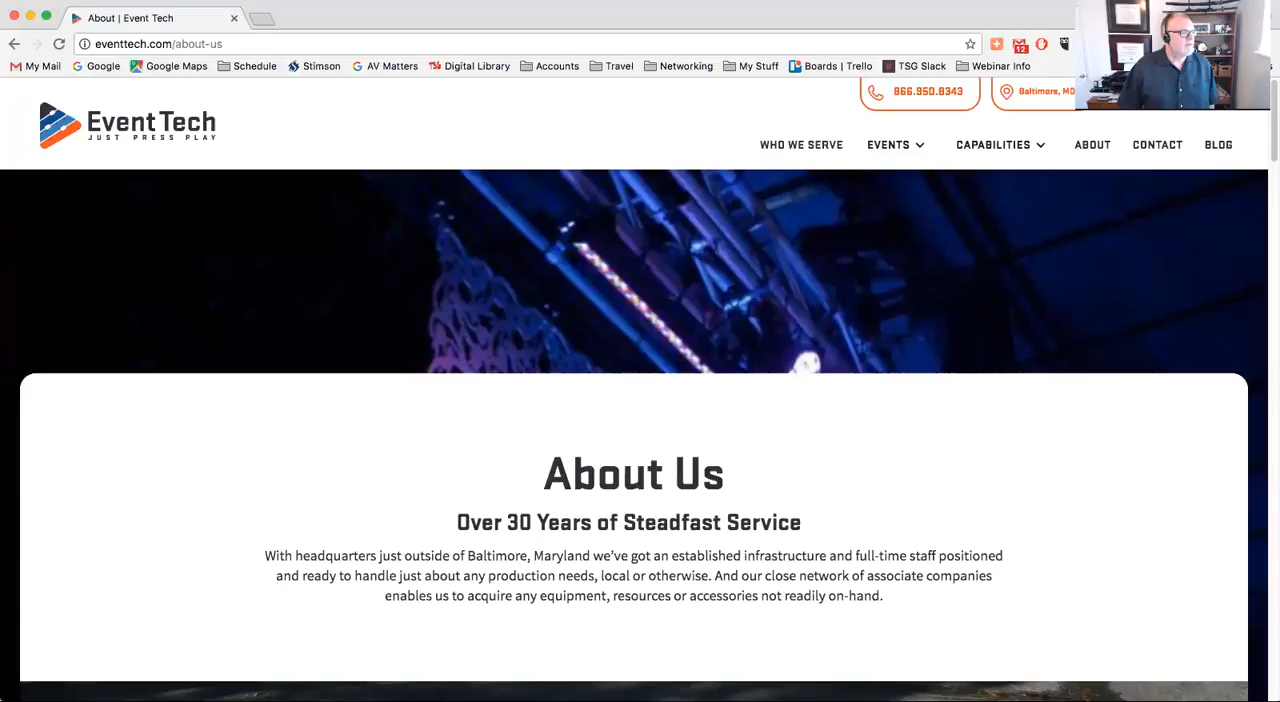 About | Event Tech
eventtech.com/about-us
12
My Mail Google Google Maps Schedule Stimson AV Matters Digital Library Accounts Travel Networking My Stuff Boards | Trello TSG Slack Webinar Info
866.950.8343 Baltimore, MD
Event Tech
JUST PRESS PLAY
WHO WE SERVE EVENTS CAPABILITIES ABOUT CONTACT BLOG
About Us
Over 30 Years of Steadfast Service
With headquarters just outside of Baltimore, Maryland we've got an established infrastructure and full-time staff positioned
and ready to handle just about any production needs, local or otherwise. And our close network of associate companies
enables us to acquire any equipment, resources or accessories not readily on-hand.